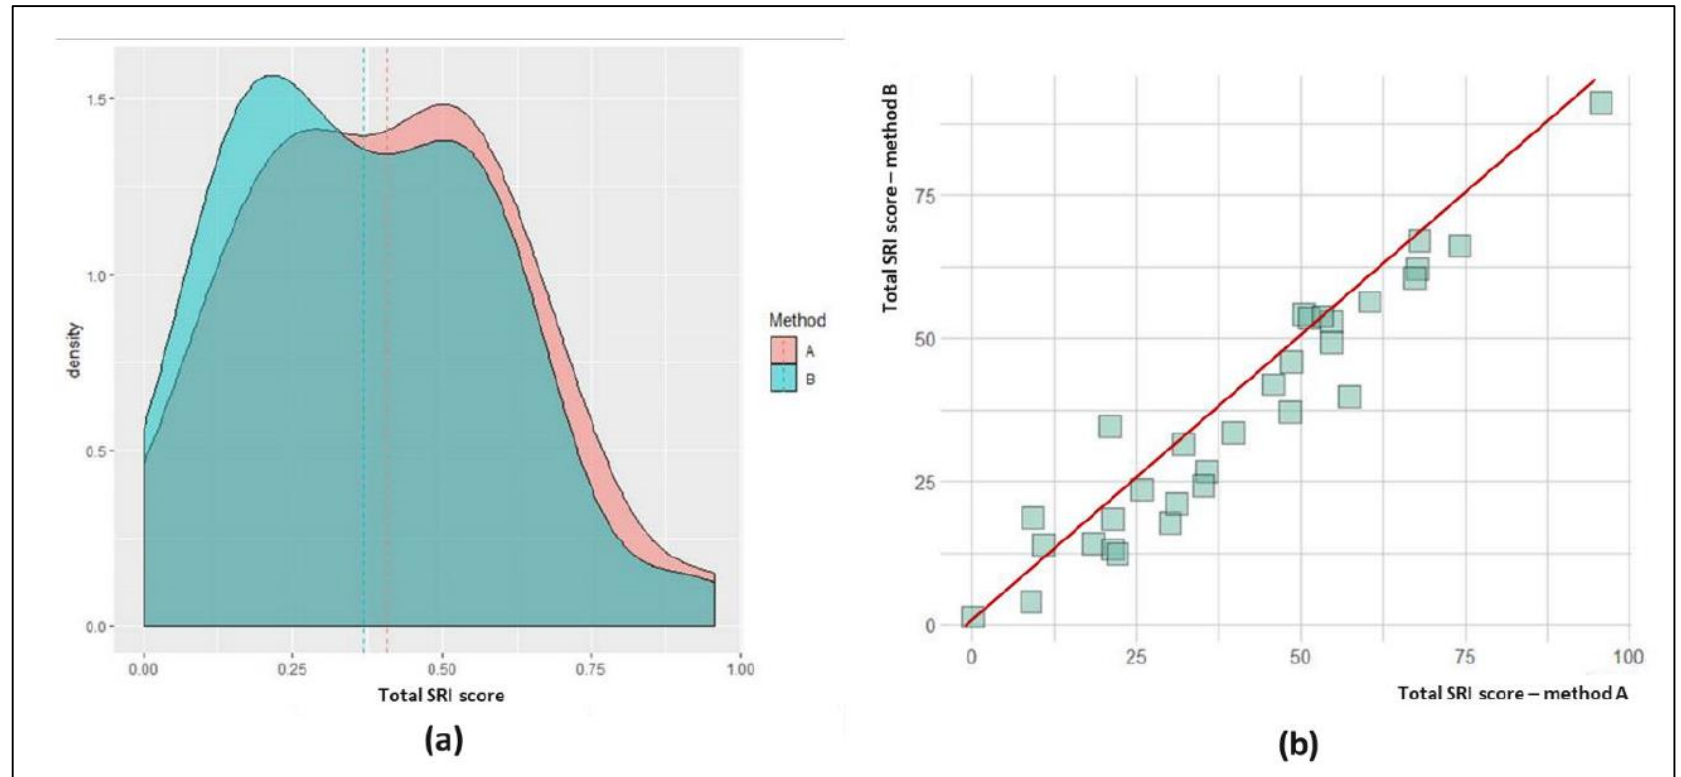 1.5
1.0
0.5
0.0
density
0.00 0.25 0.50 0.75 1.00
Total SRI score
Method
A
B
(a)
Total SRI score – method B
75
50
25
0
0 25 50 75 100
Total SRI score – method A
(b)